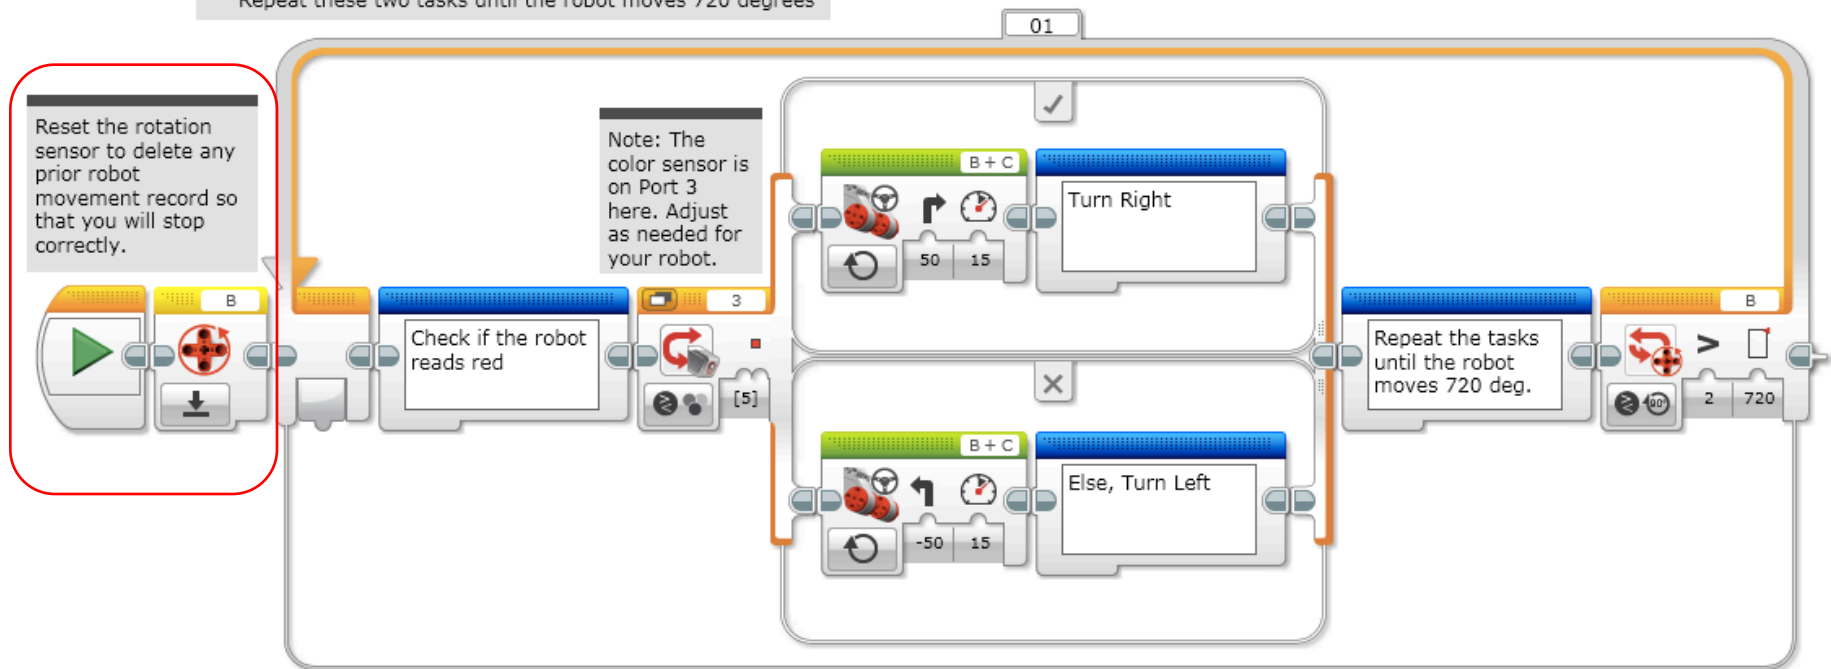 Repeat these two tasks until the robot moves 720 degrees
01
Reset the rotation
sensor to delete any
prior robot
movement record so
that you will stop
correctly.
Note: The
color sensor is
on Port 3
here. Adjust
as needed for
your robot.
B + C
Turn Right
50 15
B
Check if the robot
reads red
3
[5]
Repeat the tasks
until the robot
moves 720 deg.
B
>
90°
2 720
B + C
Else, Turn Left
-50 15